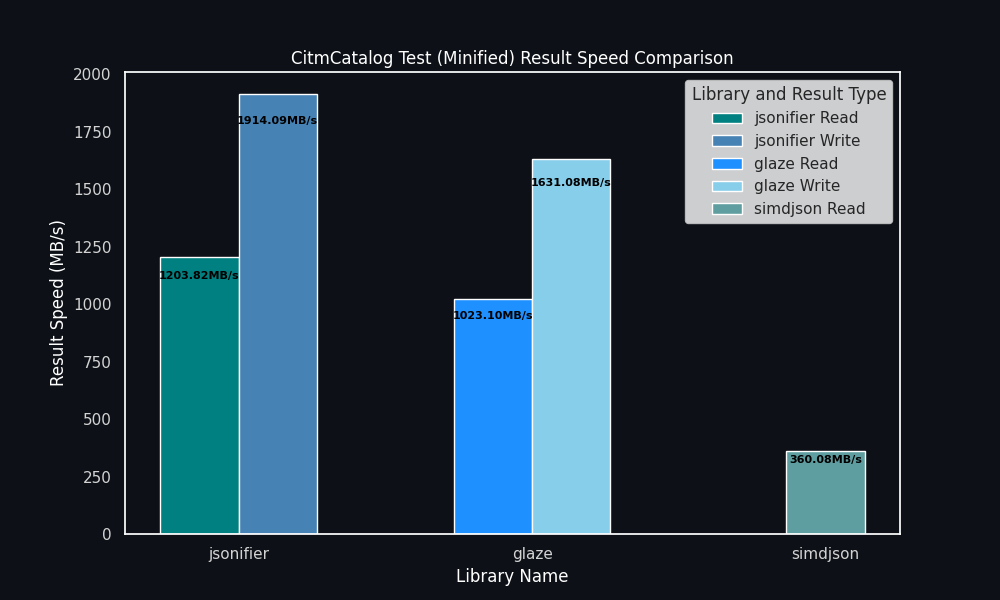 CitmCatalog Test (Minified) Result Speed Comparison
2000
1750
1500
1250
1000
750
500
250
0
Result Speed (MB/s)
1203.82MB/s
1914.09MB/s
1023.10MB/s
1631.08MB/s
360.08MB/s
Library and Result Type
jsonifier Read
jsonifier Write
glaze Read
glaze Write
simdjson Read
jsonifier
glaze
simdjson
Library Name